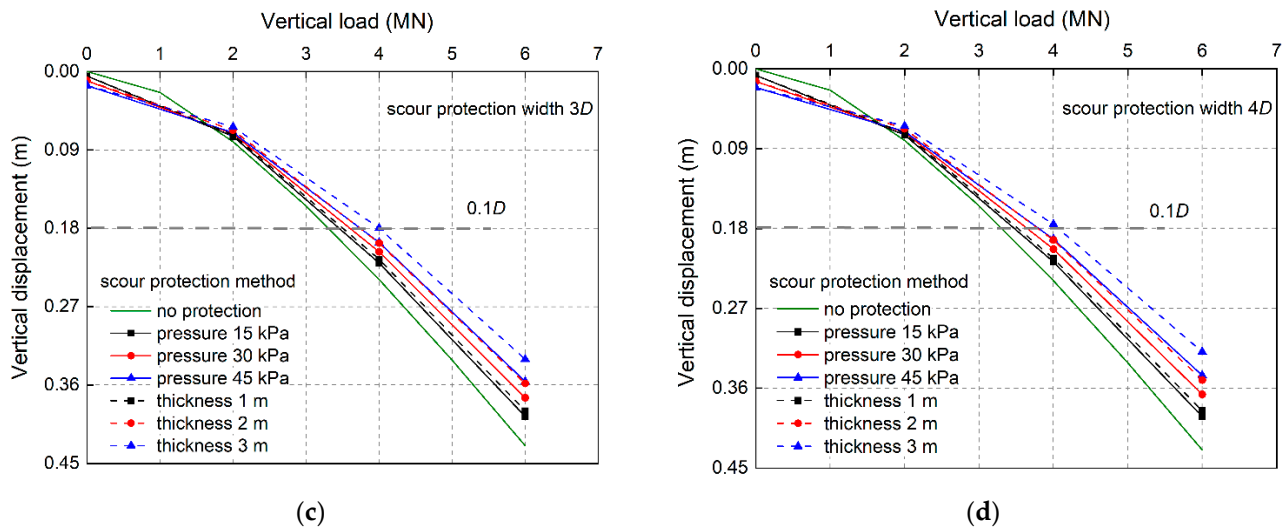 Vertical load (MN)
0 1 2 3 4 5 6 7
0.00
0.09
0.18
0.27
0.36
0.45
Vertical displacement (m)
scour protection width 3D
0.1D
scour protection method
no protection
pressure 15 kPa
pressure 30 kPa
pressure 45 kPa
thickness 1 m
thickness 2 m
thickness 3 m
(c)
Vertical load (MN)
0 1 2 3 4 5 6 7
0.00
0.09
0.18
0.27
0.36
0.45
Vertical displacement (m)
scour protection width 4D
0.1D
scour protection method
no protection
pressure 15 kPa
pressure 30 kPa
pressure 45 kPa
thickness 1 m
thickness 2 m
thickness 3 m
(d)